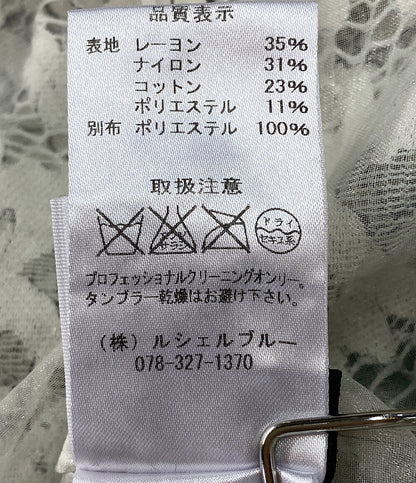 品質表示
表地 レーヨン 35%
ナイロン 31%
コットン 23%
ポリエステル 11%
別布 ポリエステル 100%
取扱注意
ドライ
セキユ系
プロフェッショナルクリーニングオンリー。
タンブラー乾燥はお避け下さい。
(株) ルシェルブルー
078-327-1370